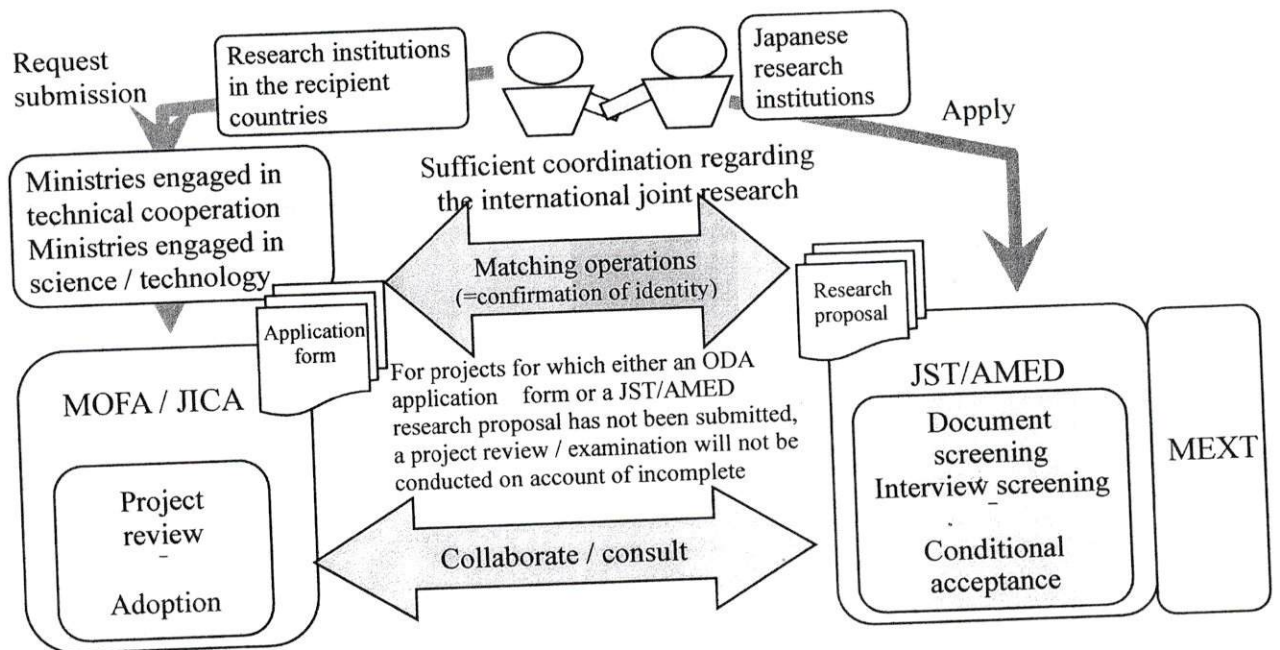 Request
submission
Research institutions
in the recipient
countries
Japanese
research
institutions
Apply
Ministries engaged in
technical cooperation
Ministries engaged in
science / technology
Sufficient coordination regarding
the international joint research
Matching operations
(=confirmation of identity)
Application
form
Research
proposal
For projects for which either an ODA
application form or a JST/AMED
research proposal has not been submitted,
a project review / examination will not be
conducted on account of incomplete
MOFA / JICA
Project
review
Adoption
Collaborate / consult
JST/AMED
Document
screening
Interview screening
Conditional
acceptance
MEXT